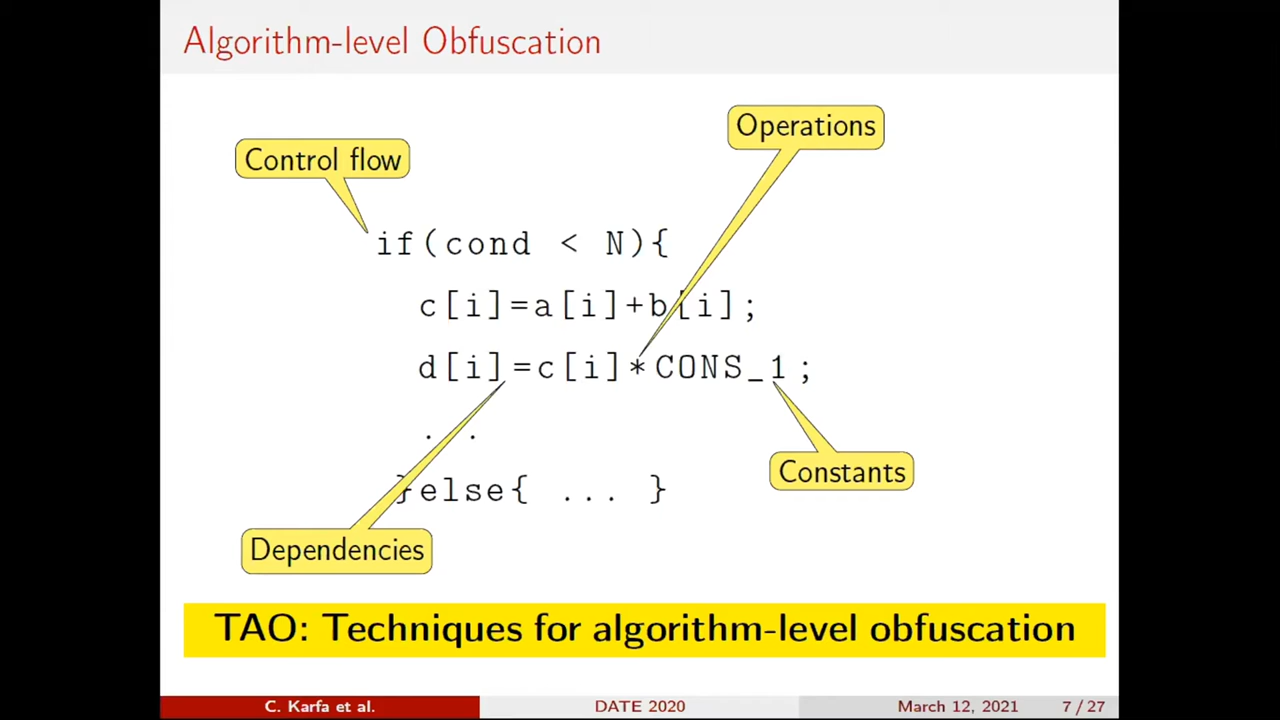 Algorithm-level Obfuscation
Operations
Control flow
if(cond < N){
c[i]=a[i]+b[i];
d[i]=c[i]*CONS_1;
. .
}else{ ... }
Constants
Dependencies
TAO: Techniques for algorithm-level obfuscation
C. Karfa et al. DATE 2020 March 12, 2021 7 / 27